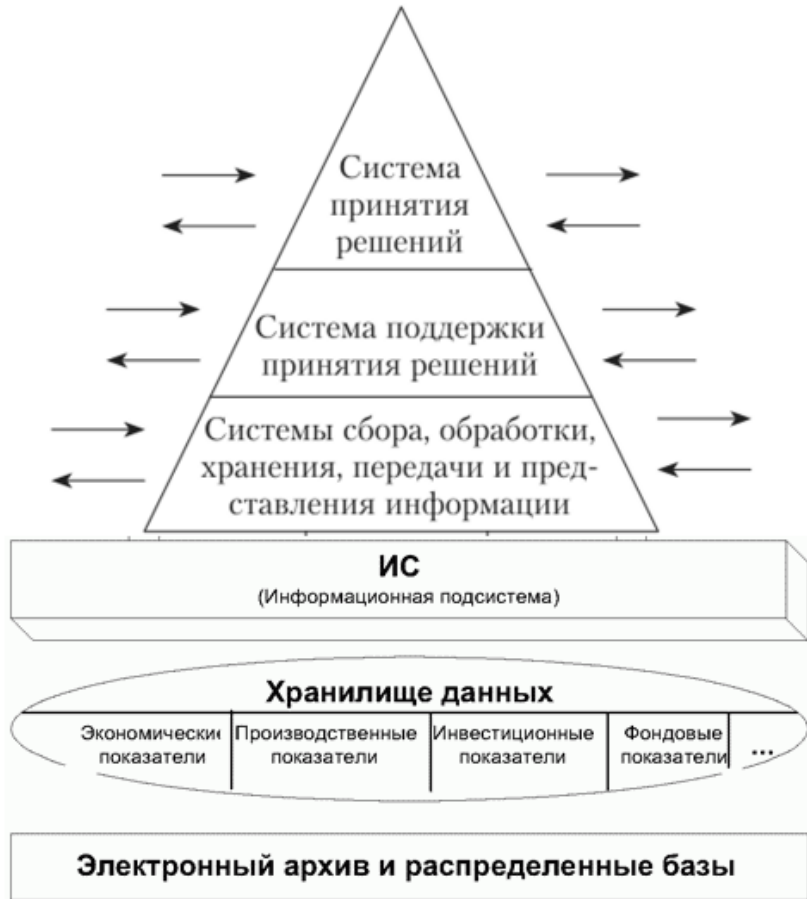 Система
принятия
решений
Система поддержки
принятия решений
Системы сбора, обработки,
хранения, передачи и пред-
ставления информации
ИС
(Информационная подсистема)
Хранилище данных
Экономические
показатели
Производственные
показатели
Инвестиционные
показатели
Фондовые
показатели
...
Электронный архив и распределенные базы